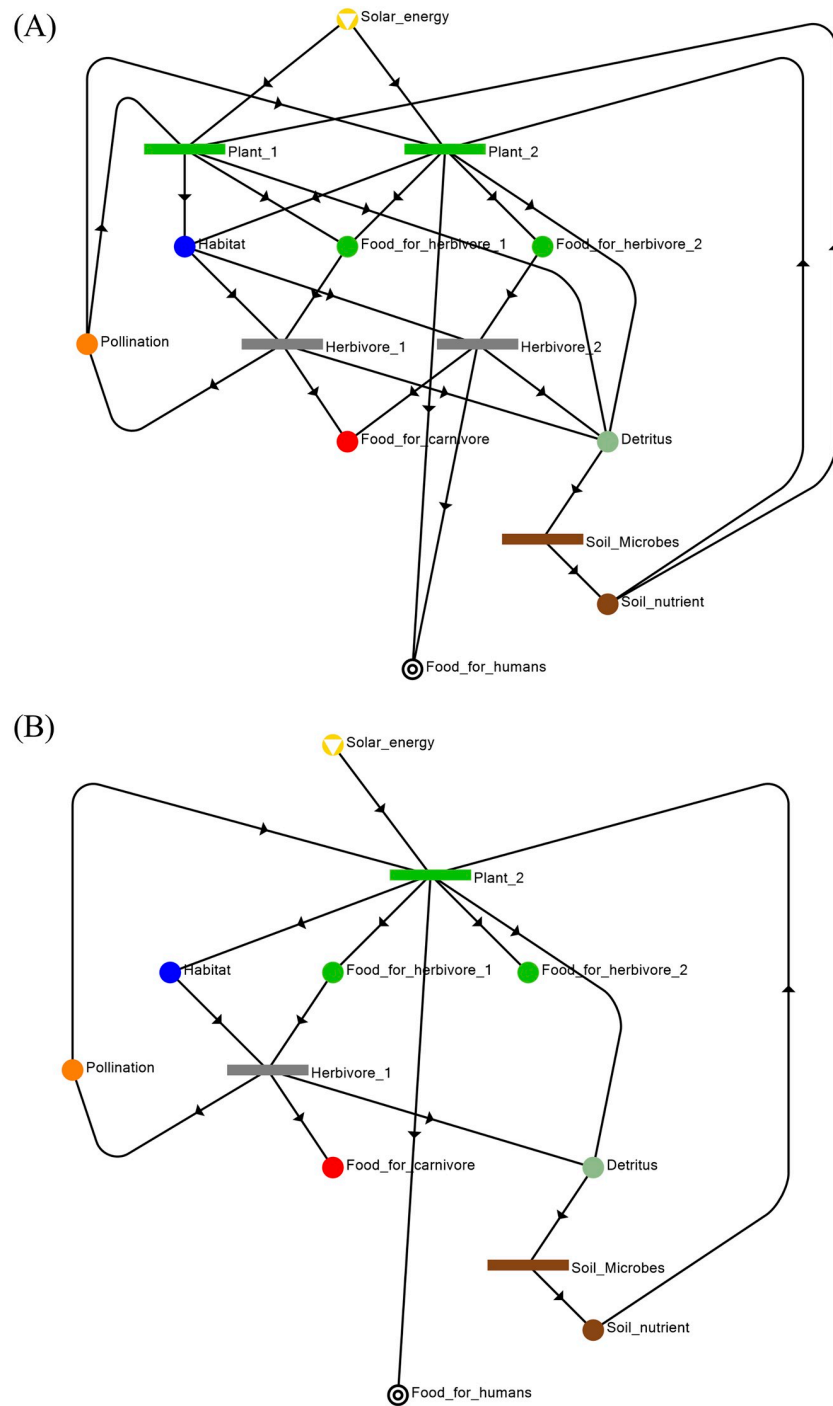 (A)
Solar_energy
Plant_1
Plant_2
Habitat
Food_for_herbivore_1
Food_for_herbivore_2
Pollination
Herbivore_1
Herbivore_2
Food_for_carnivore
Detritus
Soil_Microbes
Soil_nutrient
Food_for_humans
(B)
Solar_energy
Plant_2
Habitat
Food_for_herbivore_1
Food_for_herbivore_2
Pollination
Herbivore_1
Food_for_carnivore
Detritus
Soil_Microbes
Soil_nutrient
Food_for_humans